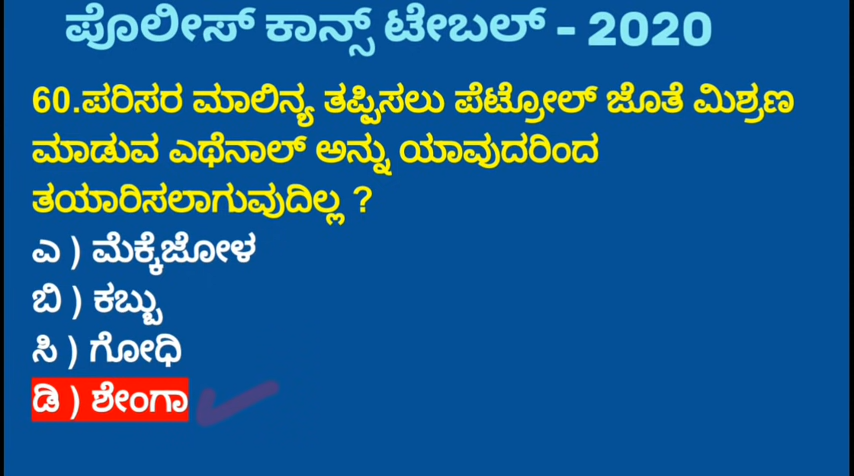 ಪೊಲೀಸ್ ಕಾನ್ಸ್ ಟೇಬಲ್ - 2020
60.ಪರಿಸರ ಮಾಲಿನ್ಯ ತಪ್ಪಿಸಲು ಪೆಟ್ರೋಲ್ ಜೊತೆ ಮಿಶ್ರಣ
ಮಾಡುವ ಎಥೆನಾಲ್ ಅನ್ನು ಯಾವುದರಿಂದ
ತಯಾರಿಸಲಾಗುವುದಿಲ್ಲ ?
ಎ ) ಮೆಕ್ಕೆಜೋಳ
ಬಿ ) ಕಬ್ಬು
ಸಿ ) ಗೋಧಿ
ಡಿ ) ಶೇಂಗಾ